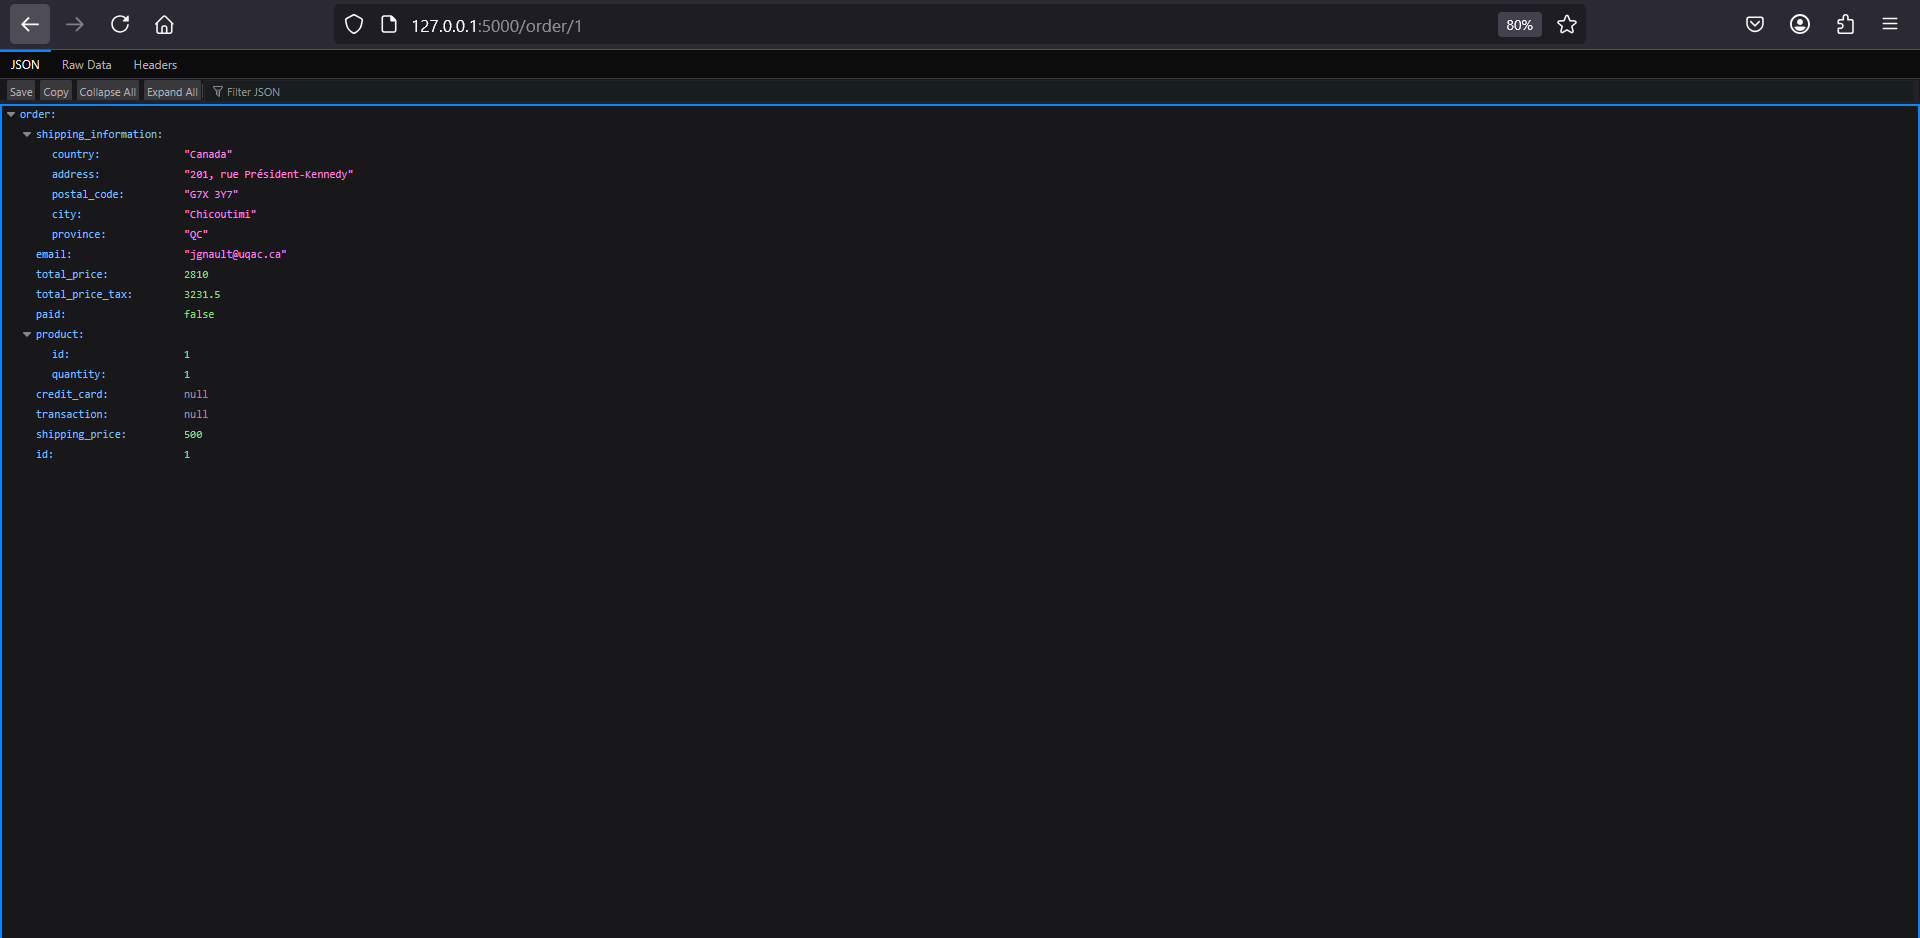 127.0.0.1:5000/order/1 80%
JSON Raw Data Headers
Save Copy Collapse All Expand All Filter JSON
order:
shipping_information:
country: "Canada"
address: "201, rue Président-Kennedy"
postal_code: "G7X 3Y7"
city: "Chicoutimi"
province: "QC"
email: "jgnault@uqac.ca"
total_price: 2810
total_price_tax: 3231.5
paid: false
product:
id: 1
quantity: 1
credit_card: null
transaction: null
shipping_price: 500
id: 1